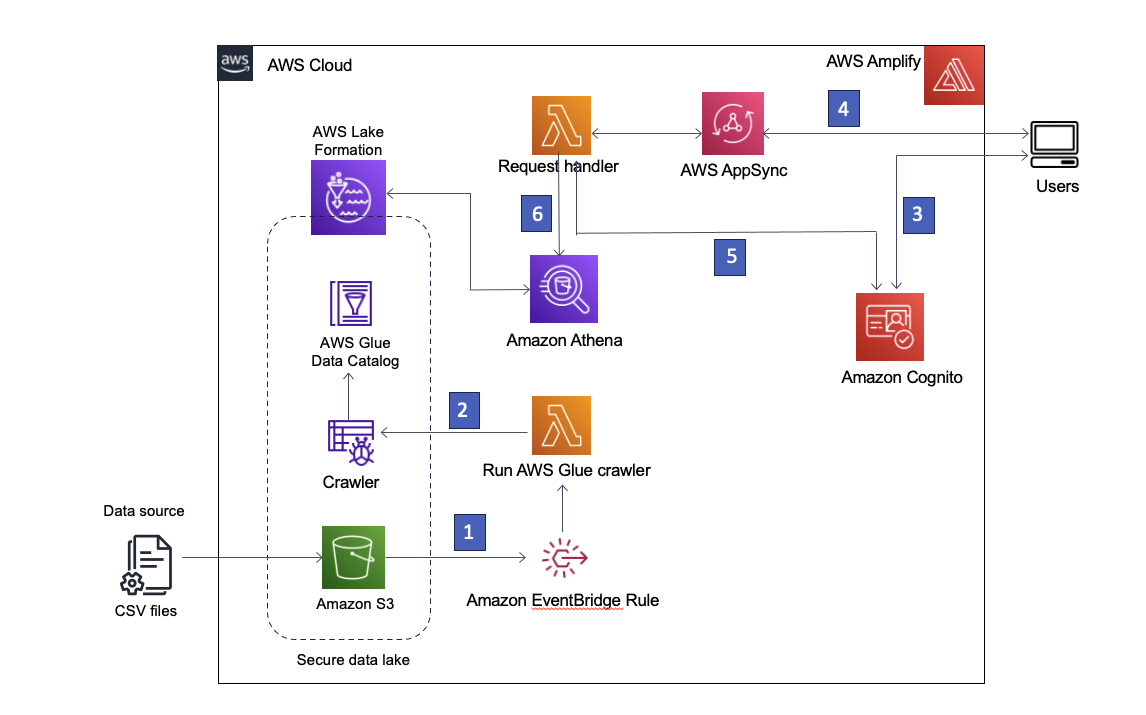 aws
AWS Cloud
AWS Amplify
4
AWS Lake
Formation
Request handler
AWS AppSync
Users
6
3
5
AWS Glue
Data Catalog
Amazon Athena
Amazon Cognito
2
Crawler
Run AWS Glue crawler
Data source
1
CSV files
Amazon S3
Amazon EventBridge Rule
Secure data lake